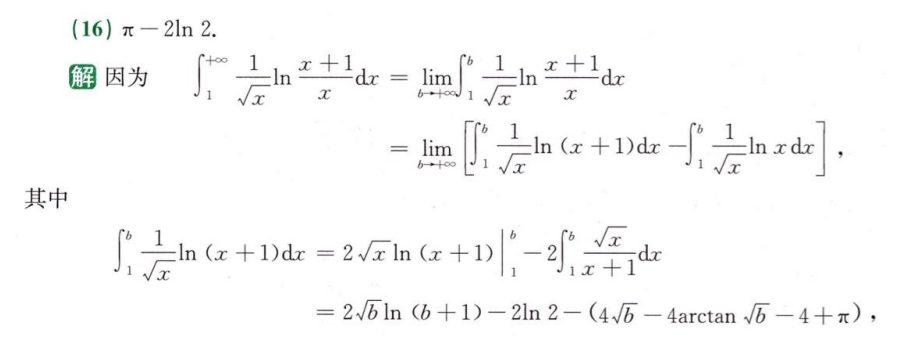 (16) π − 2ln 2.
解 因为 ∫₁^{+∞} 1/√x ln (x+1)/x dx = lim_{b→+∞} ∫₁^b 1/√x ln (x+1)/x dx
= lim_{b→+∞} [∫₁^b 1/√x ln (x+1)dx − ∫₁^b 1/√x ln x dx],
其中
∫₁^b 1/√x ln (x+1)dx = 2√x ln (x+1)|₁^b − 2∫₁^b √x/(x+1) dx
= 2√b ln (b+1) − 2ln 2 − (4√b − 4arctan √b − 4 + π),